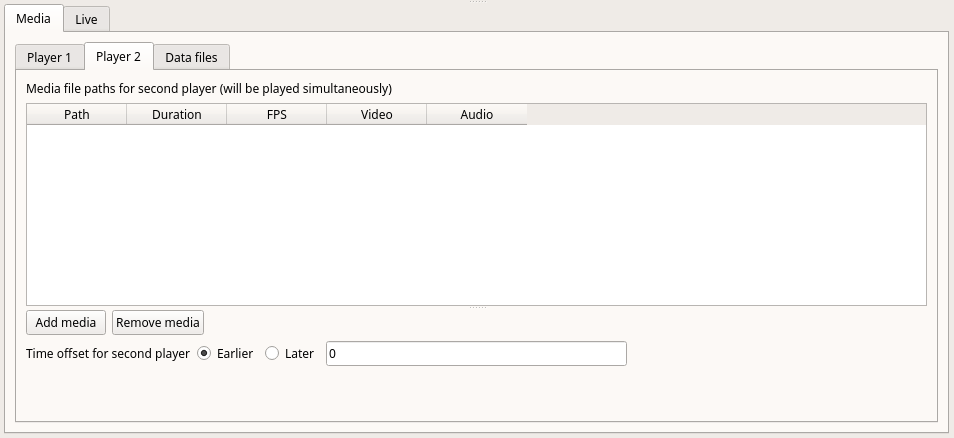 Media Live
Player 1 Player 2 Data files
Media file paths for second player (will be played simultaneously)
Path Duration FPS Video Audio
Add media Remove media
Time offset for second player Earlier Later 0